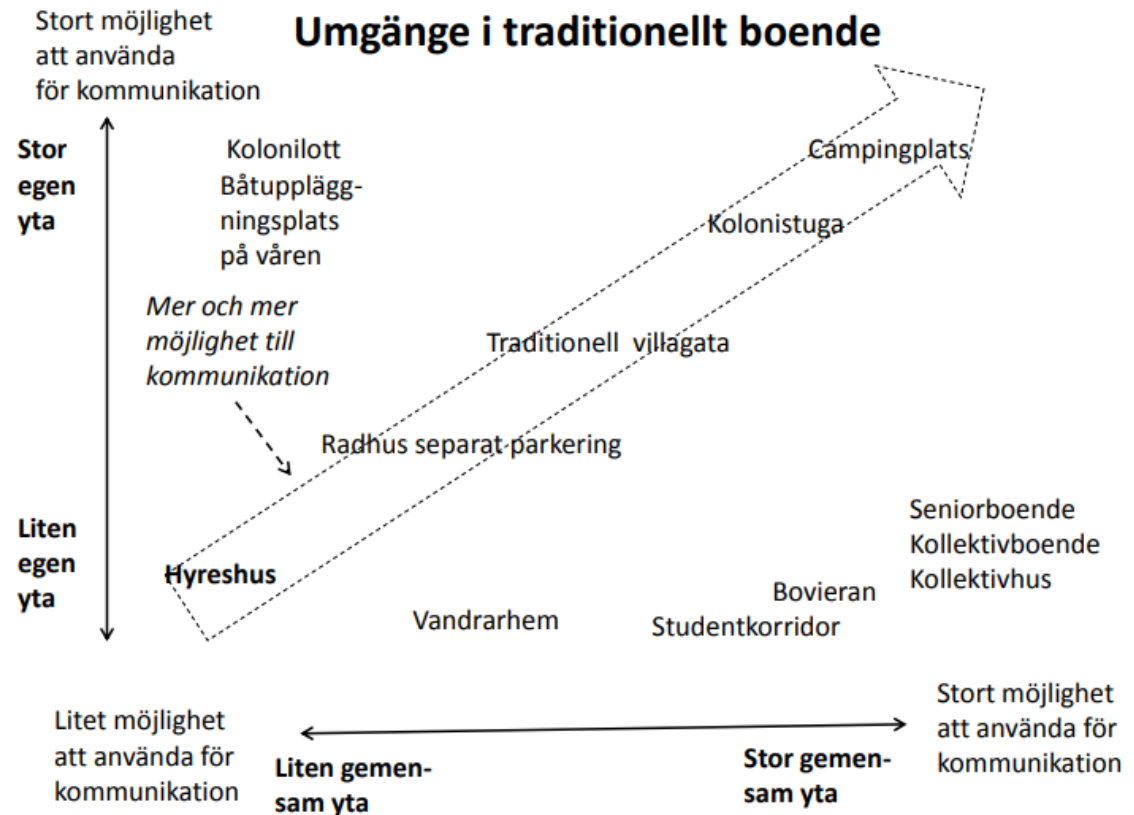 Umgänge i traditionellt boende
Stort möjlighet
att använda
för kommunikation
Stor
egen
yta
Kolonilott
Båtupplägg-
ningsplats
på våren
Campingplats
Kolonistuga
Mer och mer
möjlighet till
kommunikation
Traditionell villagata
Radhus separat parkering
Liten
egen
yta
Hyreshus
Seniorboende
Kollektivboende
Kollektivhus
Bovieran
Vandrarhem
Studentkorridor
Litet möjlighet
att använda för
kommunikation
Liten gemen-
sam yta
Stor gemen-
sam yta
Stort möjlighet
att använda för
kommunikation